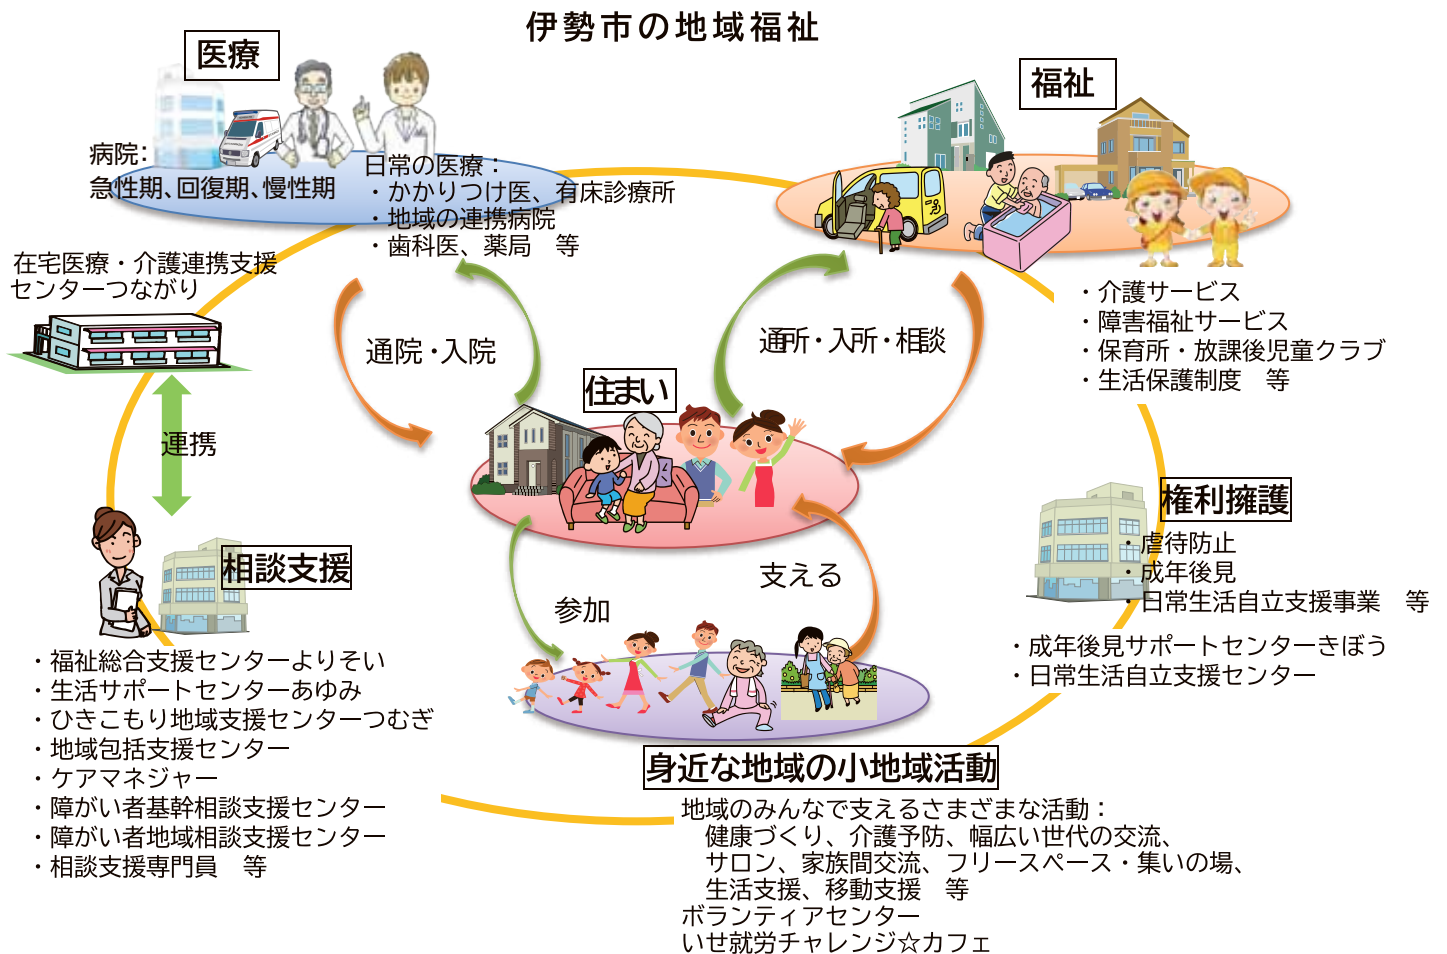 伊勢市の地域福祉
医療
病院:
急性期、回復期、慢性期
日常の医療：
・かかりつけ医、有床診療所
・地域の連携病院
・歯科医、薬局　等
福祉
・介護サービス
・障害福祉サービス
・保育所・放課後児童クラブ
・生活保護制度　等
在宅医療・介護連携支援
センターつながり
連携
通院・入院
通所・入所・相談
住まい
参加
支える
相談支援
・福祉総合支援センターよりそい
・生活サポートセンターあゆみ
・ひきこもり地域支援センターつむぎ
・地域包括支援センター
・ケアマネジャー
・障がい者基幹相談支援センター
・障がい者地域相談支援センター
・相談支援専門員　等
権利擁護
・虐待防止
・成年後見
・日常生活自立支援事業　等
・成年後見サポートセンターきぼう
・日常生活自立支援センター
身近な地域の小地域活動
地域のみんなで支えるさまざまな活動：
健康づくり、介護予防、幅広い世代の交流、
サロン、家族間交流、フリースペース・集いの場、
生活支援、移動支援　等
ボランティアセンター
いせ就労チャレンジ☆カフェ